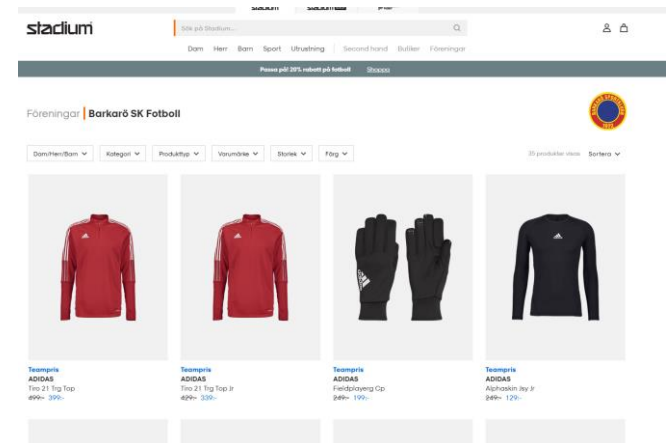 stadium
Sök på Stadium...
Dam Herr Barn Sport Utrustning Second hand Butiker Föreningar
Passa på! 20% rabatt på fotboll Shoppa
Föreningar Barkarö SK Fotboll
Dam/Herr/Barn Kategori Produkttyp Varumärke Storlek Färg produkter visas Sortera
Teampris Teampris Teampris Teampris
ADIDAS ADIDAS ADIDAS ADIDAS
Tiro 21 Trg Top Tiro 21 Trg Top Jr Fieldplayerg Cp Alphaskin Jsy Jr
499:- 399:- 429:- 339:- 249:- 199:- 249:- 129:-